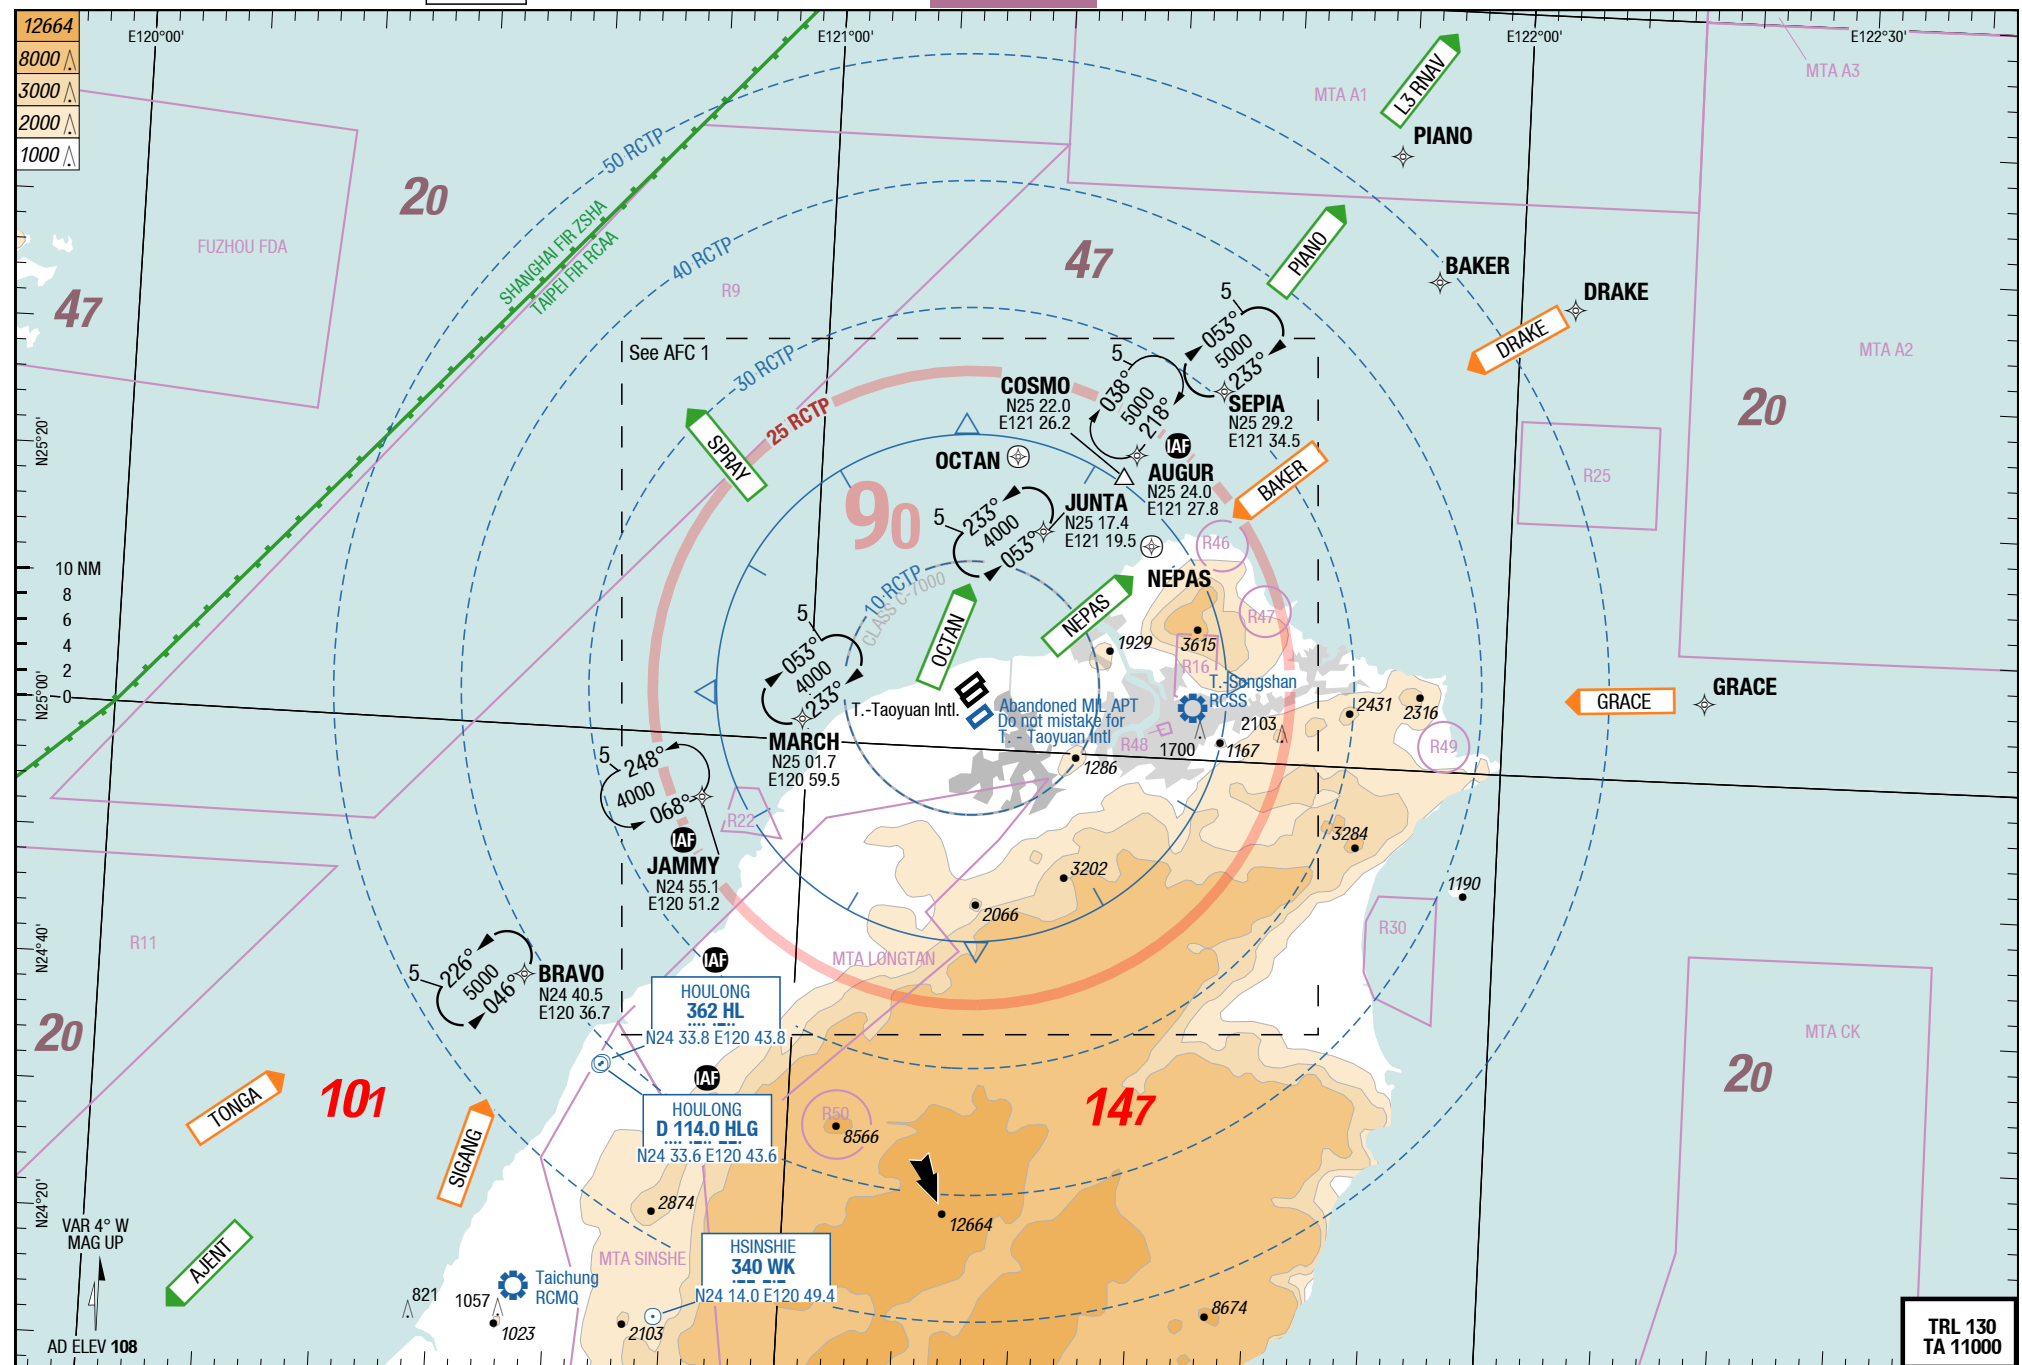 12664
8000
3000
2000
1000
E120°00'
E121°00'
E122°00'
E122°30'
MTA A3
MTA A1
L3 RNAV
PIANO
50 RCTP
20
FUZHOU FDA
SHANGHAI FIR ZSHA
TAIPEI FIR RCAA
40 RCTP
47
PIANO
BAKER
DRAKE
DRAKE
47
R9
5
053°
5000
233°
See AFC 1
30 RCTP
5
038°
5000
218°
MTA A2
20
COSMO
N25 22.0
E121 26.2
SEPIA
N25 29.2
E121 34.5
25 RCTP
SPRAY
N25°20'
OCTAN
IAF
AUGUR
N25 24.0
E121 27.8
BAKER
R25
90
5
233°
4000
053°
JUNTA
N25 17.4
E121 19.5
R46
10 NM
8
6
4
2
0
N25°00'
10 RCTP
CLASS C-7000
NEPAS
NEPAS
OCTAN
R47
5
053°
4000
233°
1929
3615
R16
T.-Songshan
RCSS
T.-Taoyuan Intl.
Abandoned MIL APT
Do not mistake for
T. - Taoyuan Intl
GRACE
GRACE
2431
2316
R48
1700
2103
1167
R49
MARCH
N25 01.7
E120 59.5
1286
5
248°
4000
068°
R22
IAF
JAMMY
N24 55.1
E120 51.2
3284
3202
2066
1190
R11
N24°40'
R30
MTA LONGTAN
IAF
5
226°
5000
046°
BRAVO
N24 40.5
E120 36.7
HOULONG
362 HL
N24 33.8 E120 43.8
20
MTA CK
20
IAF
TONGA
101
147
HOULONG
D 114.0 HLG
N24 33.6 E120 43.6
R50
8566
SIGANG
N24°20'
2874
12664
VAR 4° W
MAG UP
AJENT
MTA SINSHE
HSINSHIE
340 WK
N24 14.0 E120 49.4
Taichung
RCMQ
821
1057
1023
2103
8674
AD ELEV 108
TRL 130
TA 11000